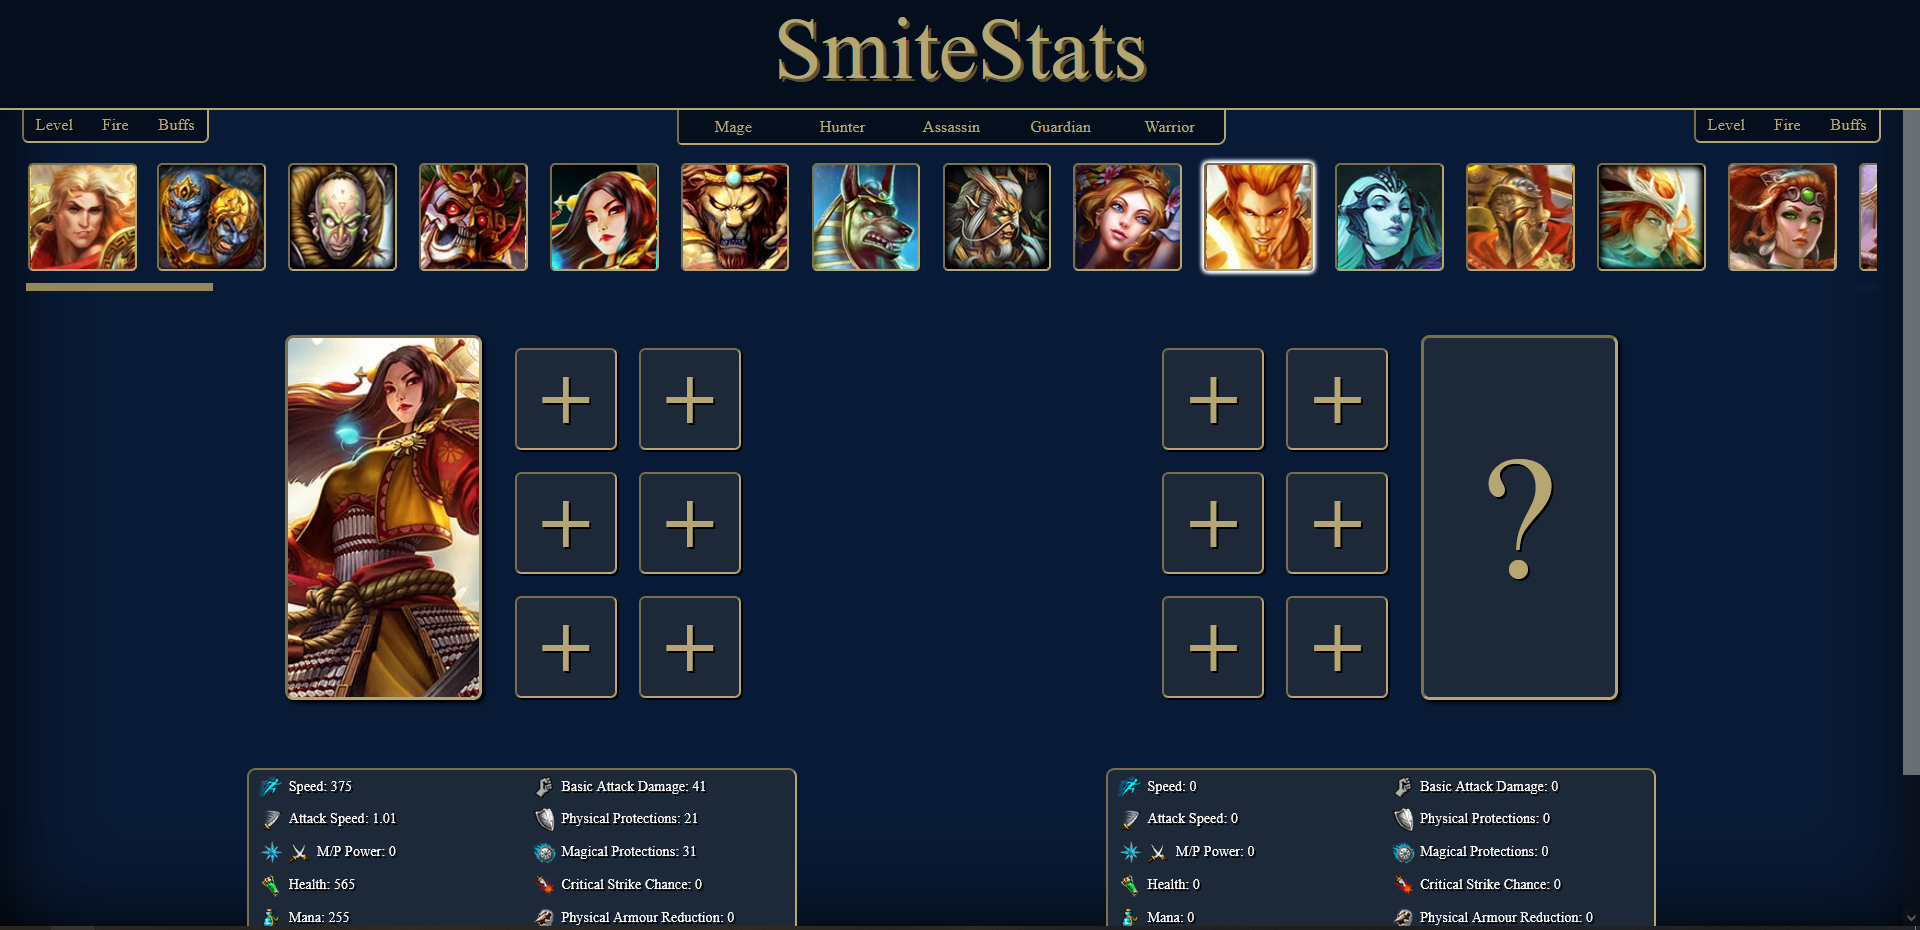 SmiteStats
Level Fire Buffs
Mage Hunter Assassin Guardian Warrior
Level Fire Buffs
?
Speed: 375
Basic Attack Damage: 41
Attack Speed: 1.01
Physical Protections: 21
M/P Power: 0
Magical Protections: 31
Health: 565
Critical Strike Chance: 0
Mana: 255
Physical Armour Reduction: 0
Speed: 0
Basic Attack Damage: 0
Attack Speed: 0
Physical Protections: 0
M/P Power: 0
Magical Protections: 0
Health: 0
Critical Strike Chance: 0
Mana: 0
Physical Armour Reduction: 0